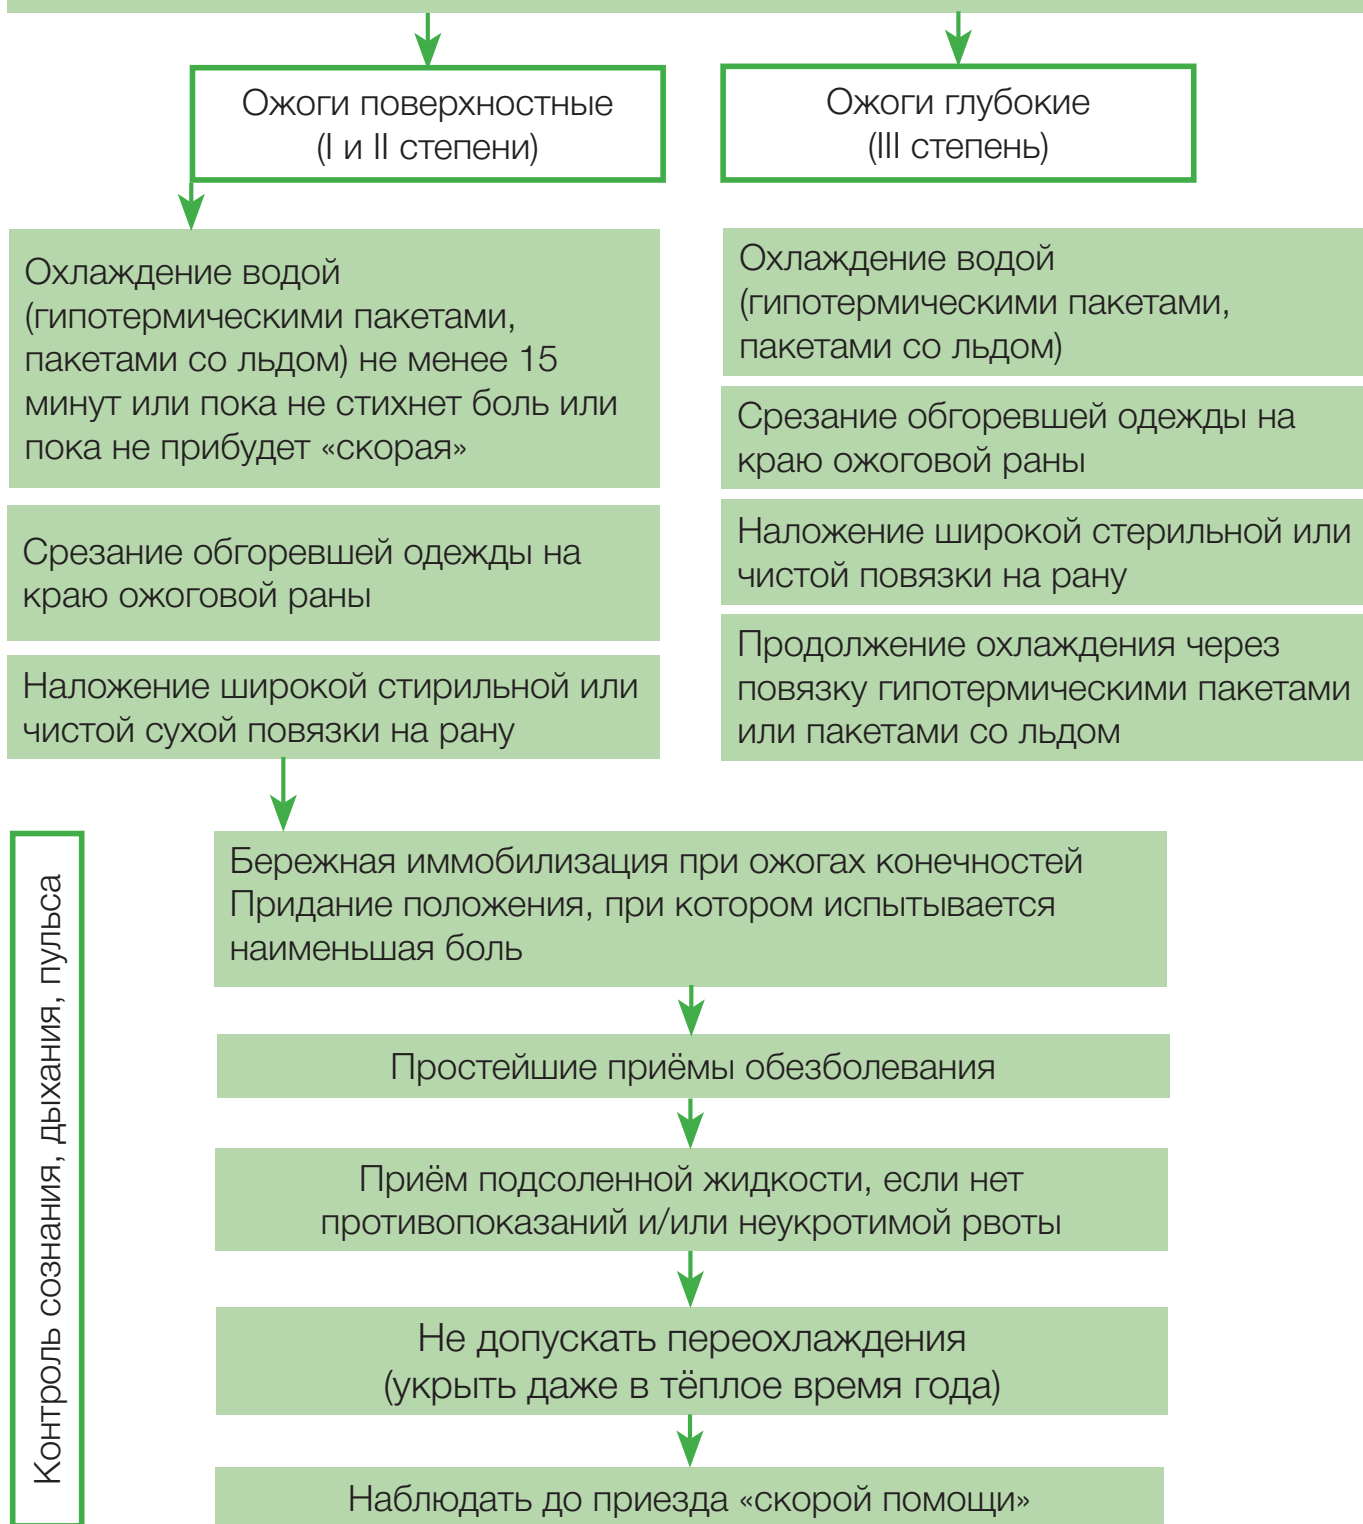 Ожоги поверхностные
(I и II степени)
Охлаждение водой
(гипотермическими пакетами,
пакетами со льдом) не менее 15
минут или пока не стихнет боль или
пока не прибудет «скорая»
Срезание обгоревшей одежды на
краю ожоговой раны
Наложение широкой стирильной или
чистой сухой повязки на рану
Ожоги глубокие
(III степень)
Охлаждение водой
(гипотермическими пакетами,
пакетами со льдом)
Срезание обгоревшей одежды на
краю ожоговой раны
Наложение широкой стерильной или
чистой повязки на рану
Продолжение охлаждения через
повязку гипотермическими пакетами
или пакетами со льдом
Контроль сознания, дыхания, пульса
Бережная иммобилизация при ожогах конечностей
Придание положения, при котором испытывается
наименьшая боль
Простейшие приёмы обезболевания
Приём подсоленной жидкости, если нет
противопоказаний и/или неукротимой рвоты
Не допускать переохлаждения
(укрыть даже в тёплое время года)
Наблюдать до приезда «скорой помощи»